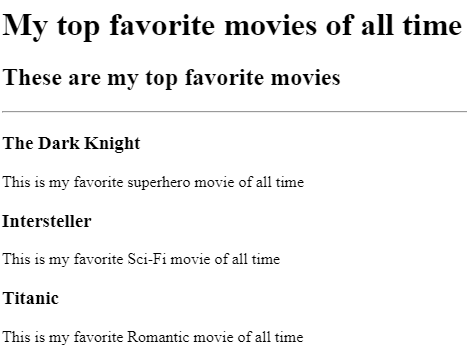 My top favorite movies of all time
These are my top favorite movies
The Dark Knight
This is my favorite superhero movie of all time
Intersteller
This is my favorite Sci-Fi movie of all time
Titanic
This is my favorite Romantic movie of all time